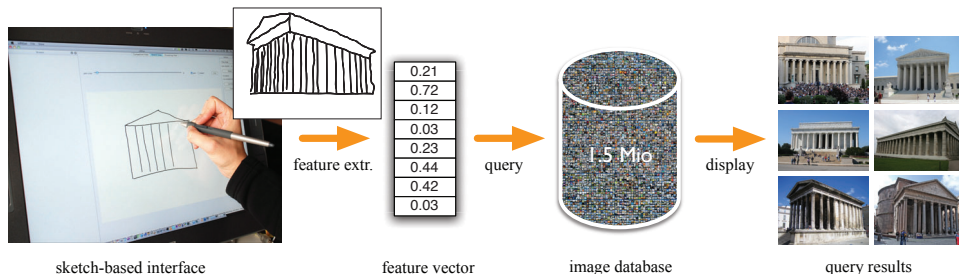 feature extr.
0.21
0.72
0.12
0.03
0.23
0.44
0.42
0.03
query
1.5 Mio
display
sketch-based interface
feature vector
image database
query results